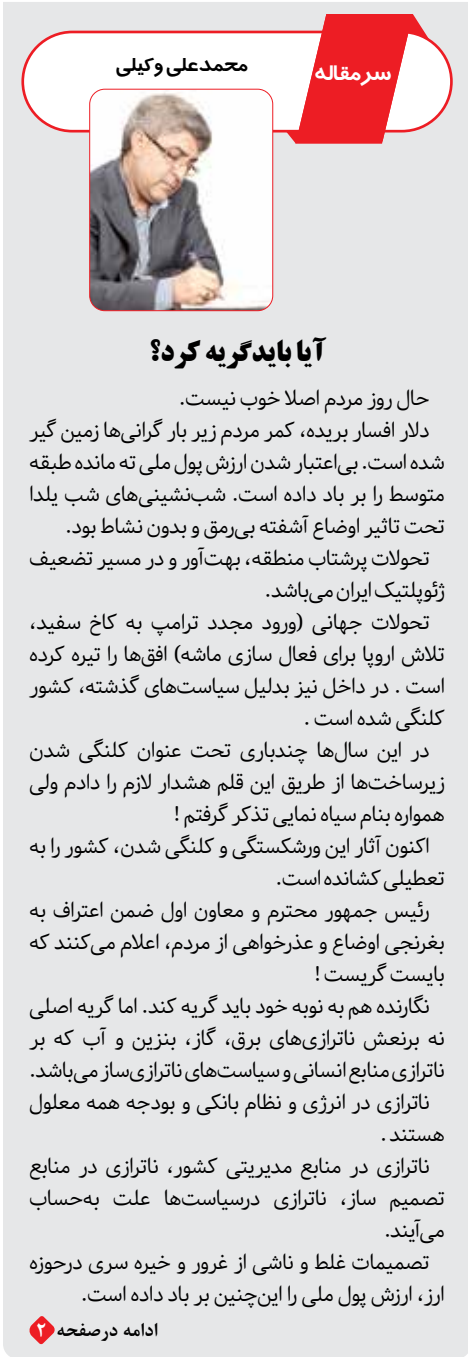 سرمقاله
محمدعلی وکیلی
آیا باید گریه کرد؟
حال روز مردم اصلا خوب نیست.
دلار افسار بریده، کمر مردم زیر بار گرانی‌ها زمین گیر
شده است. بی‌اعتبار شدن ارزش پول ملی ته مانده طبقه
متوسط را بر باد داده است. شب‌نشینی‌های شب یلدا
تحت تاثیر اوضاع آشفته بی‌رمق و بدون نشاط بود.
تحولات پرشتاب منطقه، بهت‌آور و در مسیر تضعیف
ژئوپلتیک ایران می‌باشد.
تحولات جهانی (ورود مجدد ترامپ به کاخ سفید،
تلاش اروپا برای فعال سازی ماشه) افق‌ها را تیره کرده
است . در داخل نیز بدلیل سیاست‌های گذشته، کشور
کلنگی شده است .
در این سال‌ها چندباری تحت عنوان کلنگی شدن
زیرساخت‌ها از طریق این قلم هشدار لازم را دادم ولی
همواره بنام سیاه نمایی تذکر گرفتم !
اکنون آثار این ورشکستگی و کلنگی شدن، کشور را به
تعطیلی کشانده است.
رئیس جمهور محترم و معاون اول ضمن اعتراف به
بغرنجی اوضاع و عذرخواهی از مردم، اعلام می‌کنند که
بایست گریست !
نگارنده هم به نوبه خود باید گریه کند. اما گریه اصلی
نه برنعش ناترازی‌های برق، گاز، بنزین و آب که بر
ناترازی منابع انسانی و سیاست‌های ناترازی‌ساز می‌باشد.
ناترازی در انرژی و نظام بانکی و بودجه همه معلول
هستند .
ناترازی در منابع مدیریتی کشور، ناترازی در منابع
تصمیم ساز، ناترازی درسیاست‌ها علت به‌حساب
می‌آیند.
تصمیمات غلط و ناشی از غرور و خیره سری درحوزه
ارز، ارزش پول ملی را این‌چنین بر باد داده است.
ادامه درصفحه ۲